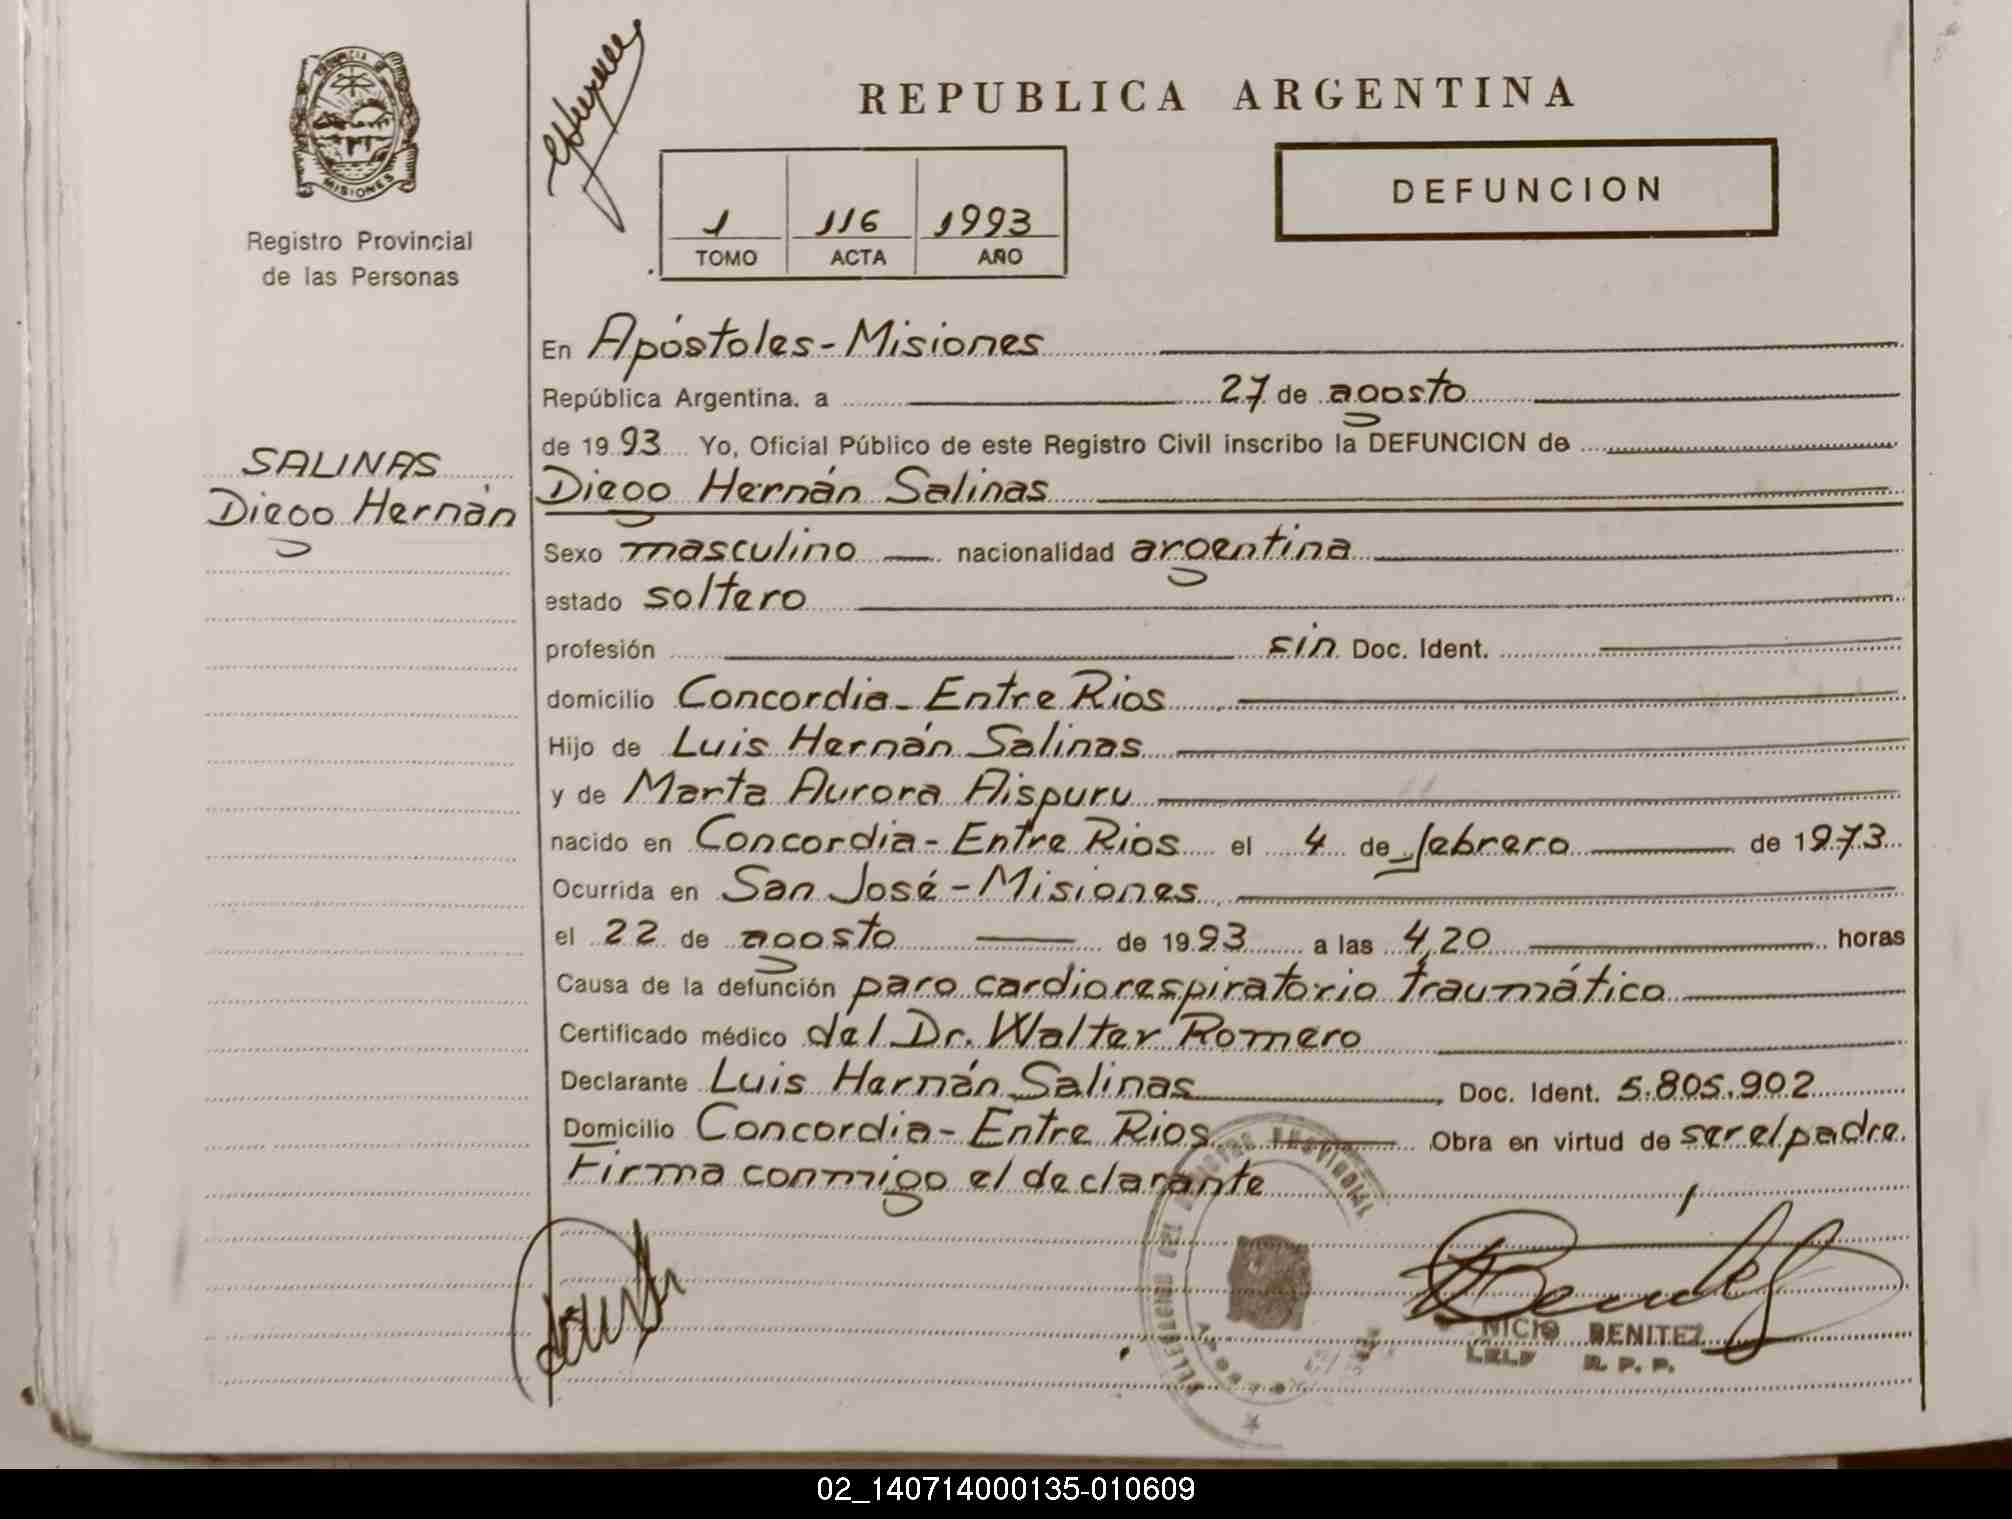 PROVINCIA DE
MISIONES
Registro Provincial
de las Personas
REPUBLICA ARGENTINA
1 116 1993
TOMO ACTA AÑO
DEFUNCION
SALINAS
Diego Hernán
En Apóstoles - Misiones
República Argentina. a 27 de agosto
de 1993 Yo, Oficial Público de este Registro Civil inscribo la DEFUNCION de
Diego Hernán Salinas
Sexo masculino nacionalidad argentina
estado soltero
profesión sin Doc. Ident.
domicilio Concordia - Entre Rios
Hijo de Luis Hernán Salinas
y de Marta Aurora Aispuru
nacido en Concordia - Entre Rios el 4 de febrero de 1973
Ocurrida en San José - Misiones
el 22 de agosto de 1993 a las 4,20 horas
Causa de la defunción paro cardiorespiratorio traumático
Certificado médico del Dr. Walter Romero
Declarante Luis Hernán Salinas Doc. Ident. 5.805.902
Domicilio Concordia - Entre Rios Obra en virtud de ser el padre.
Firma conmigo el declarante
BENITEZ
R. P. P.
02_140714000135-010609